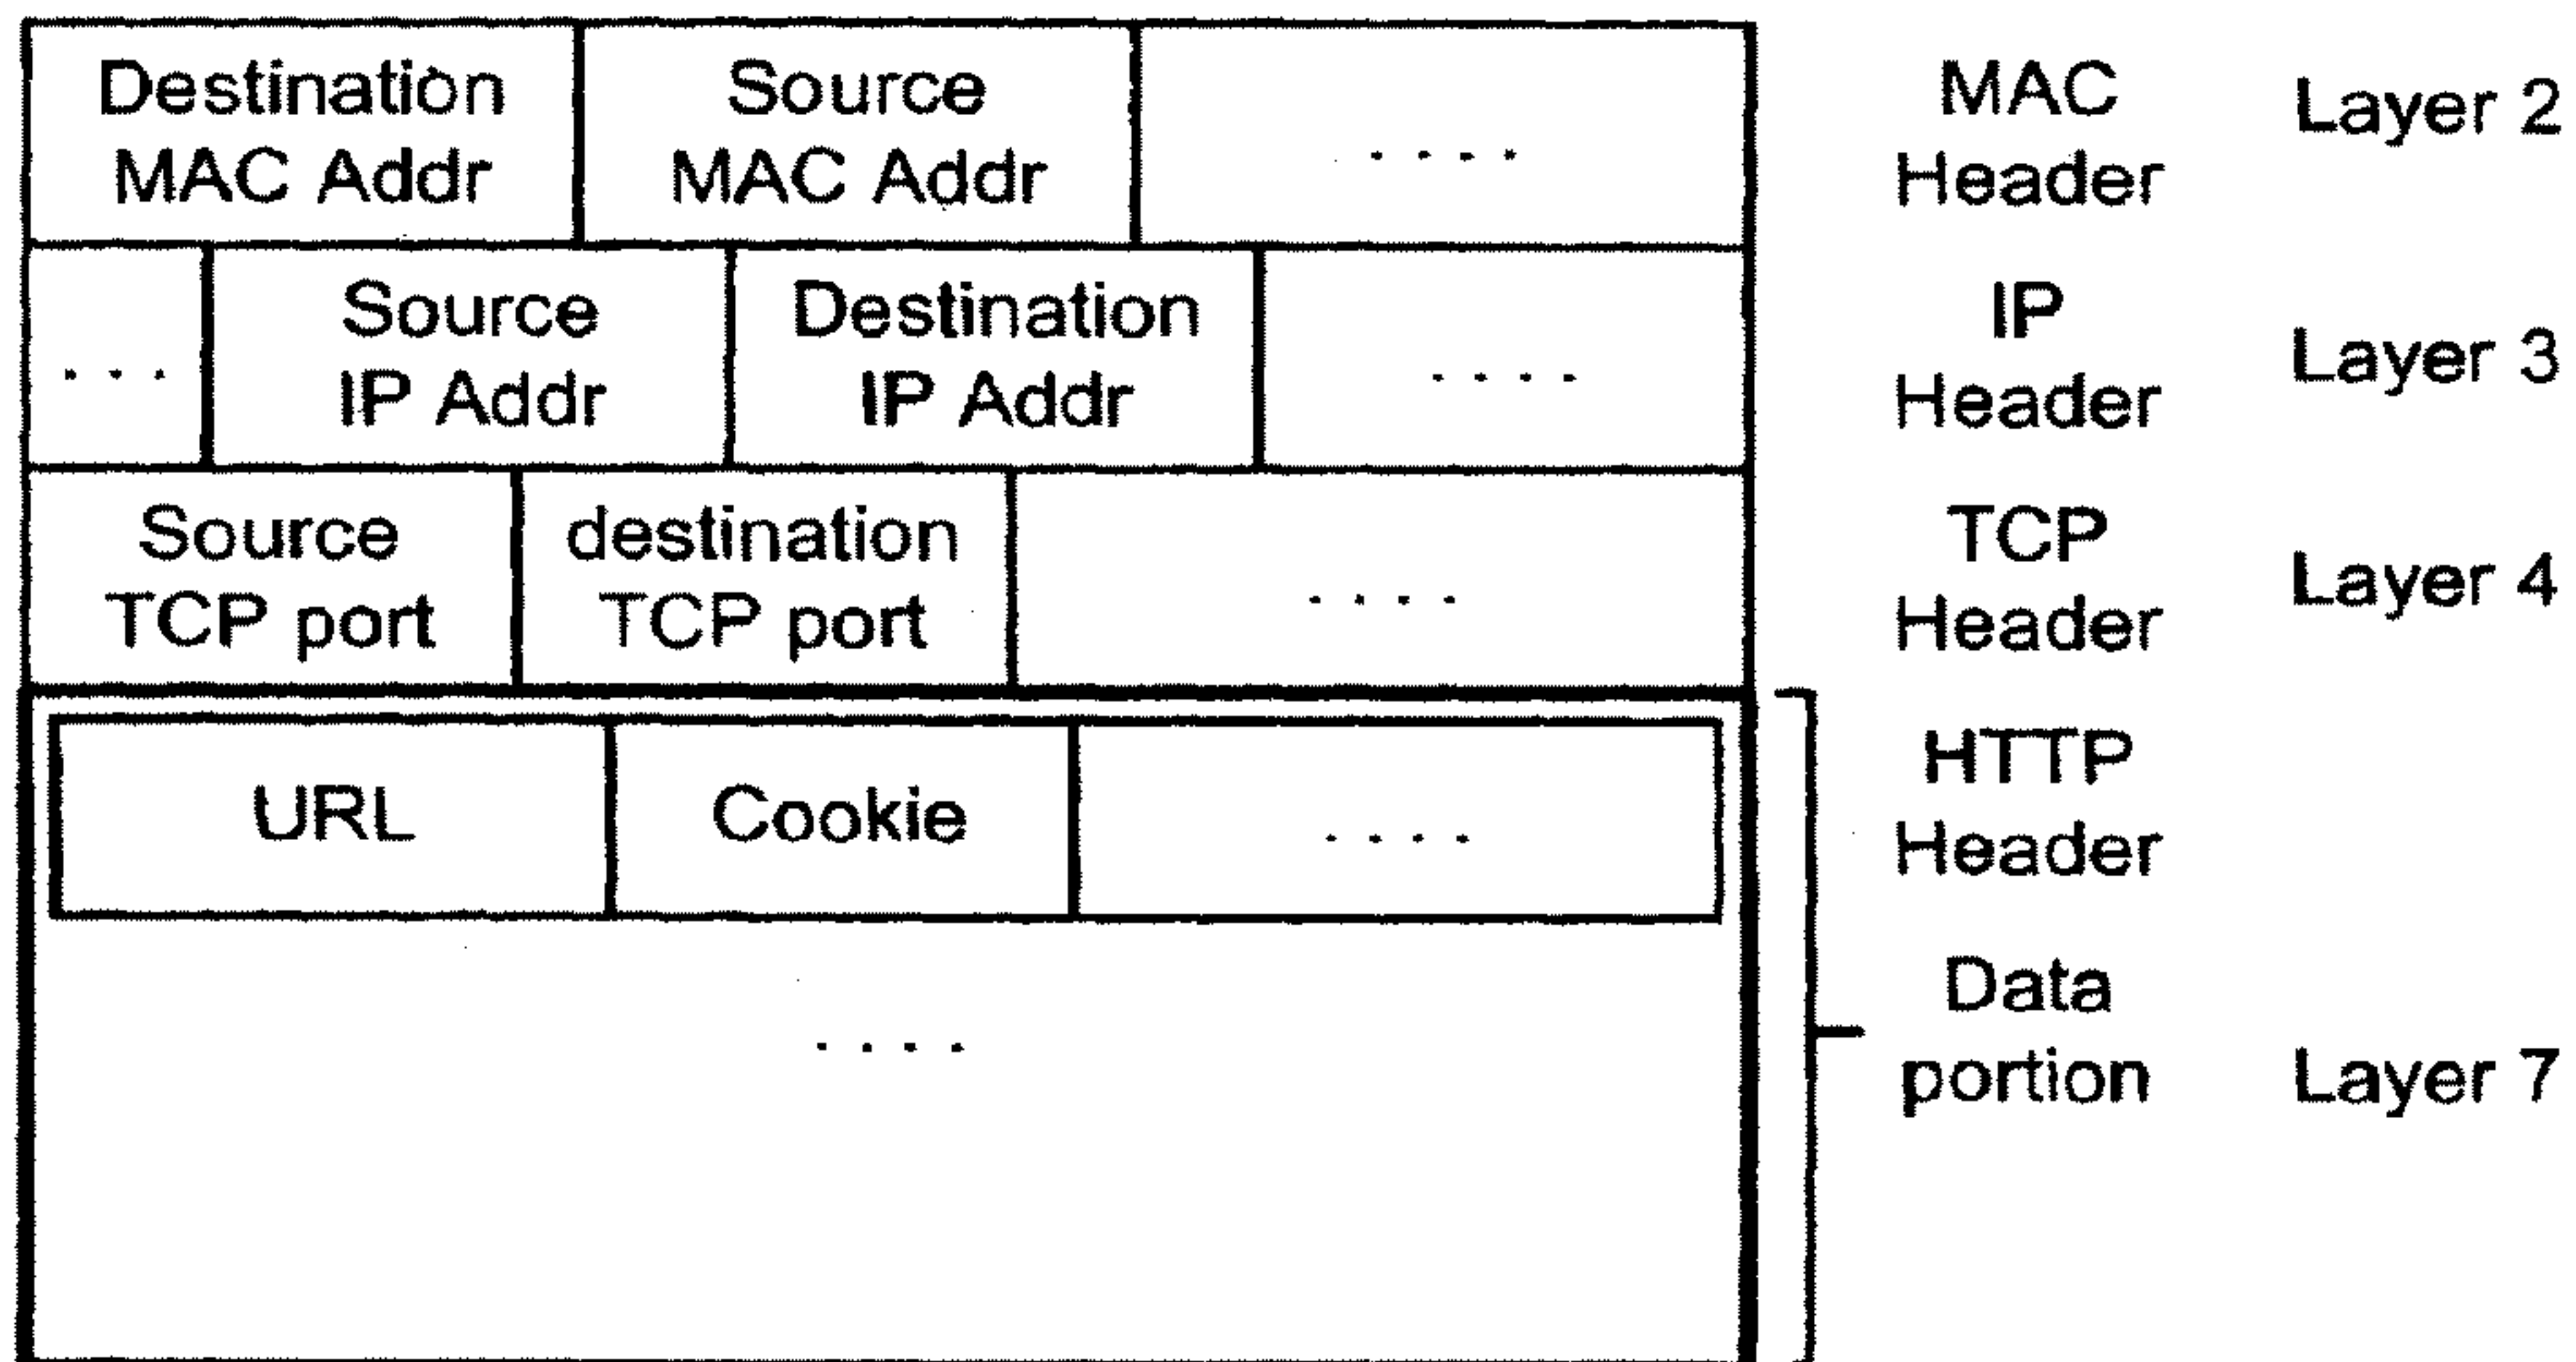 Destination
MAC Addr
Source
MAC Addr
. . . .
MAC
Header
Layer 2
. . .
Source
IP Addr
Destination
IP Addr
. . . .
IP
Header
Layer 3
Source
TCP port
destination
TCP port
. . . .
TCP
Header
Layer 4
URL
Cookie
. . . .
HTTP
Header
. . . .
Data
portion
Layer 7